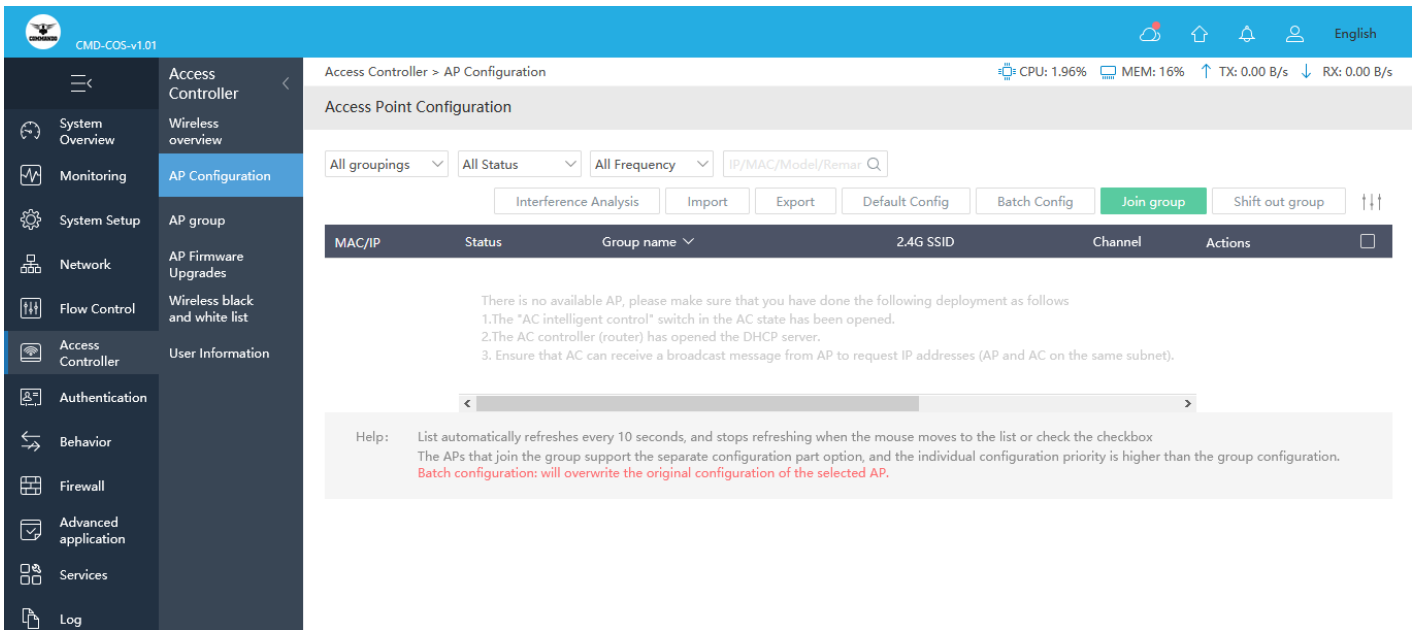 COMMANDO
CMD-COS-v1.01
English
Access Controller
Access Controller > AP Configuration
CPU: 1.96% MEM: 16% TX: 0.00 B/s RX: 0.00 B/s
Access Point Configuration
System Overview
Monitoring
System Setup
Network
Flow Control
Access Controller
Authentication
Behavior
Firewall
Advanced application
Services
Log
Wireless overview
AP Configuration
AP group
AP Firmware Upgrades
Wireless black and white list
User Information
All groupings All Status All Frequency IP/MAC/Model/Remar
Interference Analysis Import Export Default Config Batch Config Join group Shift out group
MAC/IP Status Group name 2.4G SSID Channel Actions
There is no available AP, please make sure that you have done the following deployment as follows
1.The "AC intelligent control" switch in the AC state has been opened.
2.The AC controller (router) has opened the DHCP server.
3. Ensure that AC can receive a broadcast message from AP to request IP addresses (AP and AC on the same subnet).
Help: List automatically refreshes every 10 seconds, and stops refreshing when the mouse moves to the list or check the checkbox
The APs that join the group support the separate configuration part option, and the individual configuration priority is higher than the group configuration.
Batch configuration: will overwrite the original configuration of the selected AP.